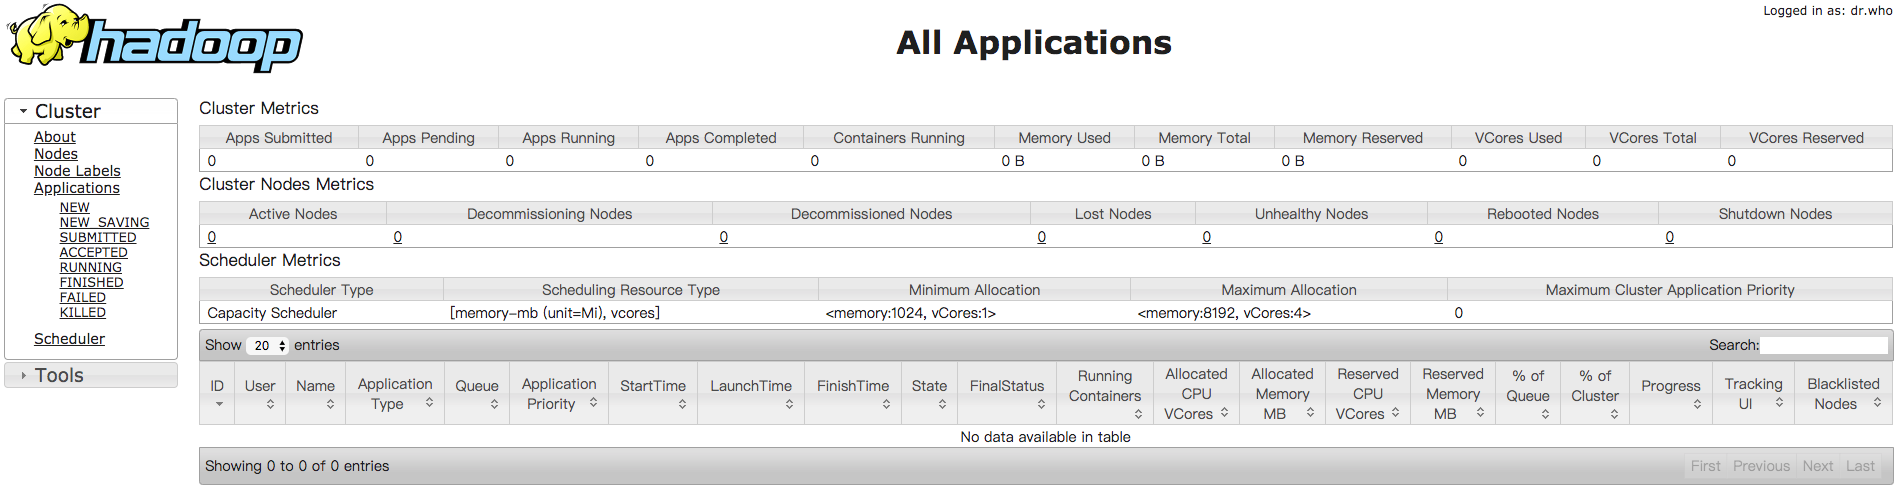 hadoop
Logged in as: dr.who
All Applications
Cluster
About
Nodes
Node Labels
Applications
NEW
NEW_SAVING
SUBMITTED
ACCEPTED
RUNNING
FINISHED
FAILED
KILLED
Scheduler
Tools
Cluster Metrics
Apps Submitted Apps Pending Apps Running Apps Completed Containers Running Memory Used Memory Total Memory Reserved VCores Used VCores Total VCores Reserved
0 0 0 0 0 0 B 0 B 0 B 0 0 0
Cluster Nodes Metrics
Active Nodes Decommissioning Nodes Decommissioned Nodes Lost Nodes Unhealthy Nodes Rebooted Nodes Shutdown Nodes
0 0 0 0 0 0 0
Scheduler Metrics
Scheduler Type Scheduling Resource Type Minimum Allocation Maximum Allocation Maximum Cluster Application Priority
Capacity Scheduler [memory-mb (unit=Mi), vcores] <memory:1024, vCores:1> <memory:8192, vCores:4> 0
Show 20 entries Search:
ID User Name Application Type Queue Application Priority StartTime LaunchTime FinishTime State FinalStatus Running Containers Allocated CPU VCores Allocated Memory MB Reserved CPU VCores Reserved Memory MB % of Queue % of Cluster Progress Tracking UI Blacklisted Nodes
No data available in table
Showing 0 to 0 of 0 entries First Previous Next Last